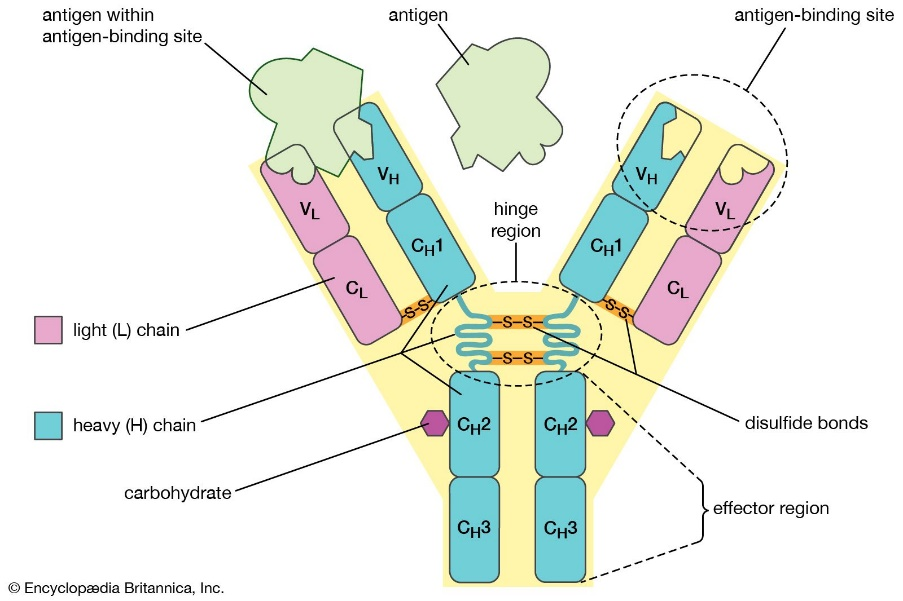 antigen within
antigen-binding site
antigen
antigen-binding site
VH
VL
VH
VL
hinge
region
CH1
CH1
CL
CL
S-S
S-S
light (L) chain
-S-S-
-S-S-
heavy (H) chain
CH2
CH2
disulfide bonds
carbohydrate
effector region
CH3
CH3
© Encyclopædia Britannica, Inc.